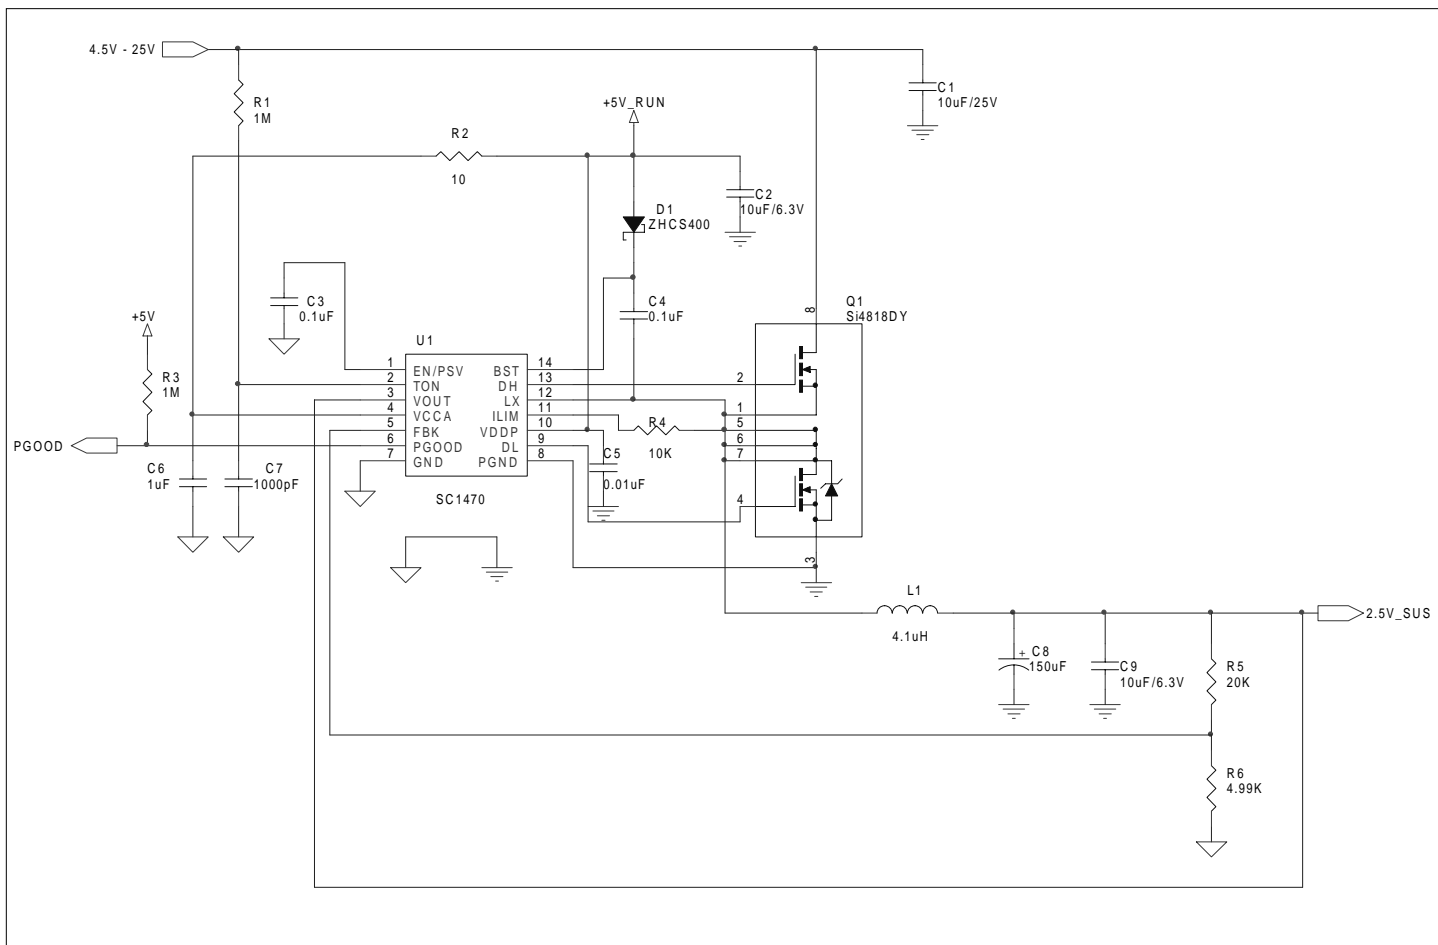 4.5V - 25V
R1
1M
R2
10
+5V_RUN
C1
10uF/25V
C2
10uF/6.3V
D1
ZHCS400
C3
0.1uF
C4
0.1uF
Q1
Si4818DY
8
+5V
R3
1M
U1
1 EN/PSV BST 14
2 TON DH 13
3 VOUT LX 12
4 VCCA ILIM 11
5 FBK VDDP 10
6 PGOOD DL 9
7 GND PGND 8
SC1470
2
1
5
6
7
4
3
R4
10K
PGOOD
C6
1uF
C7
1000pF
C5
0.01uF
L1
4.1uH
2.5V_SUS
+ C8
150uF
C9
10uF/6.3V
R5
20K
R6
4.99K